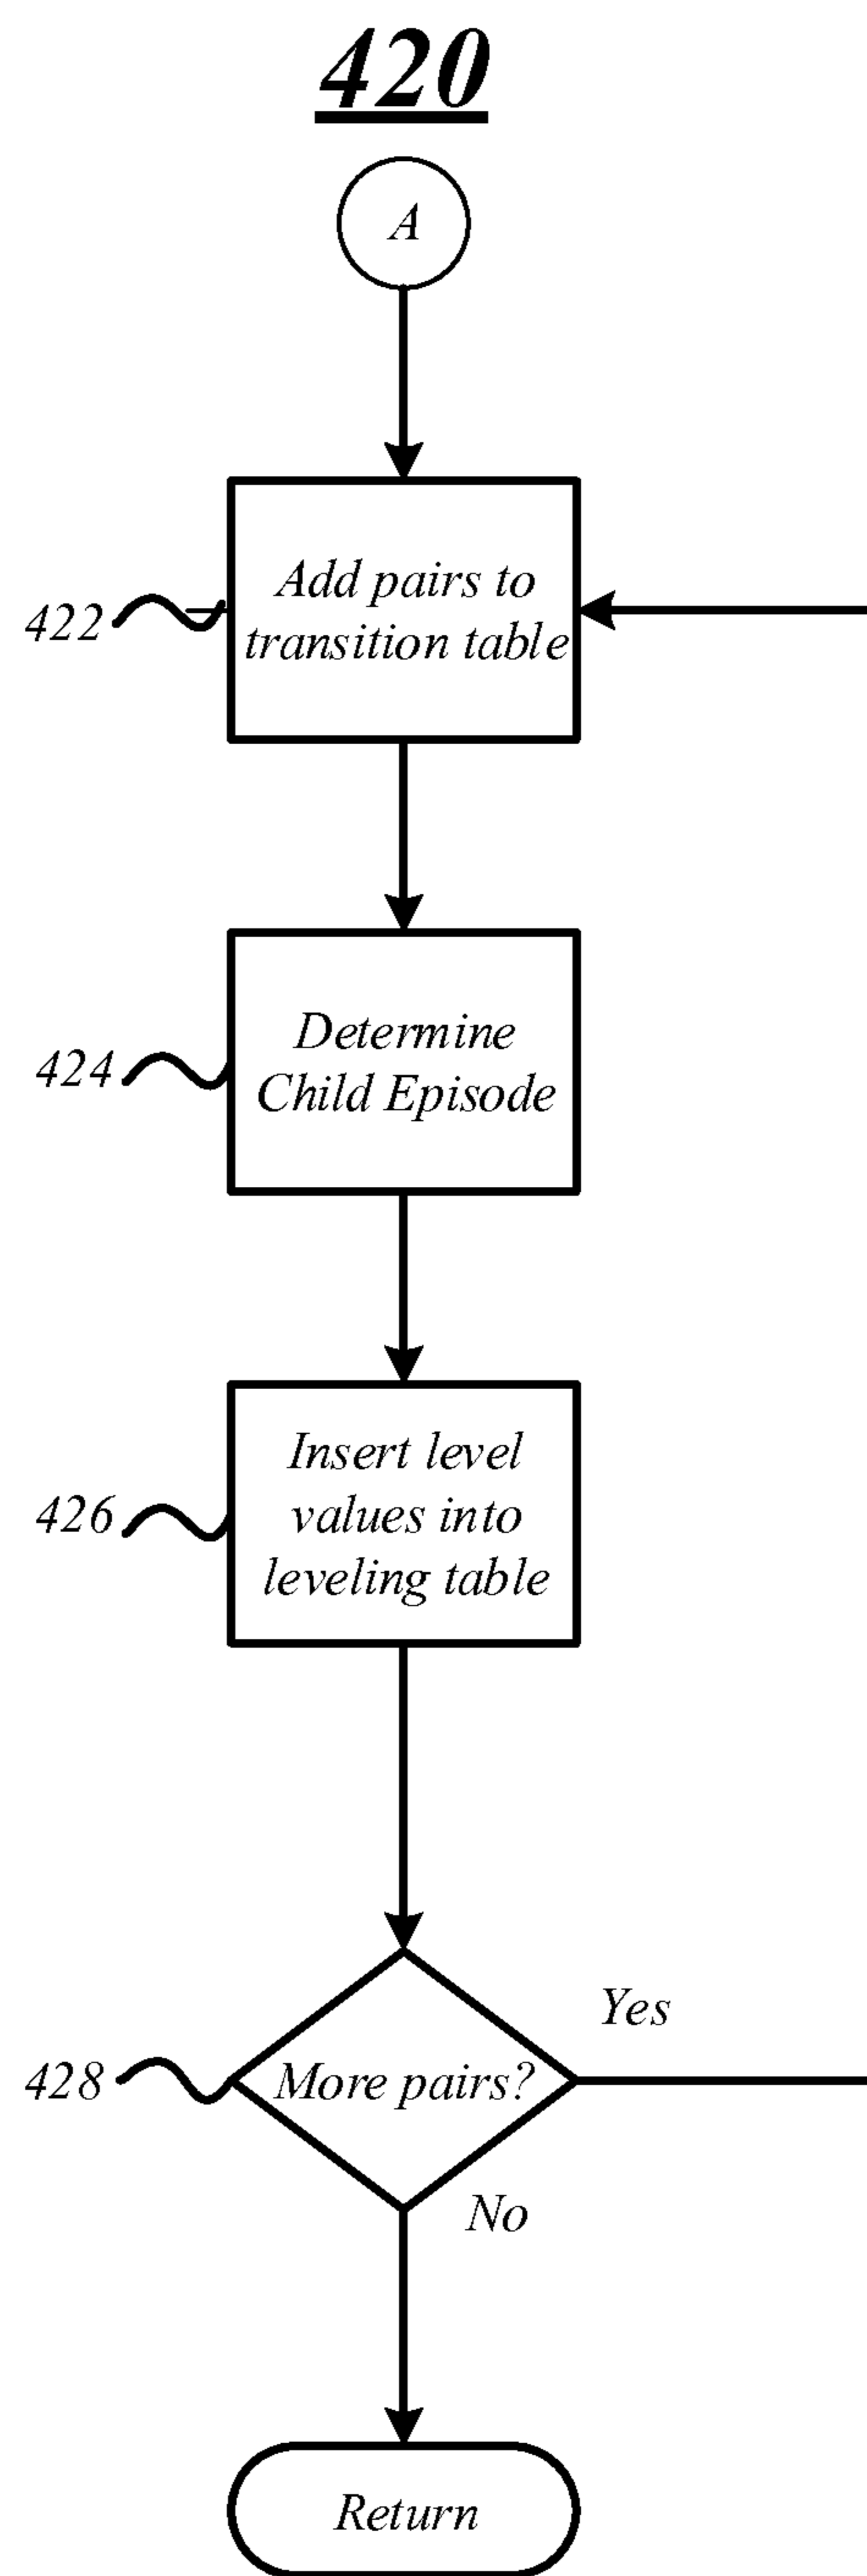 420
A
422
Add pairs to
transition table
424
Determine
Child Episode
426
Insert level
values into
leveling table
Yes
428
More pairs?
No
Return